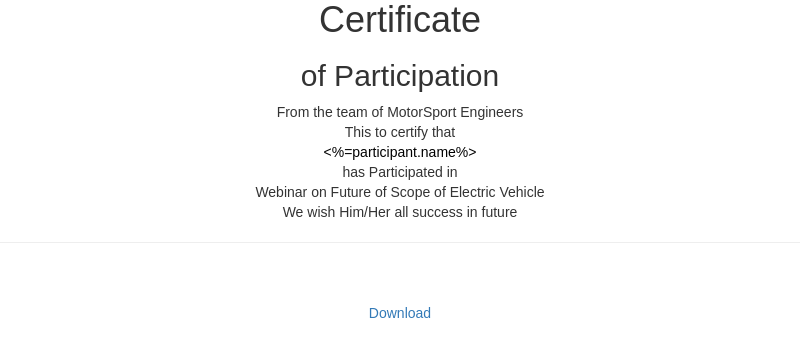 Certificate
of Participation
From the team of MotorSport Engineers
This to certify that
<%=participant.name%>
has Participated in
Webinar on Future of Scope of Electric Vehicle
We wish Him/Her all success in future
Download